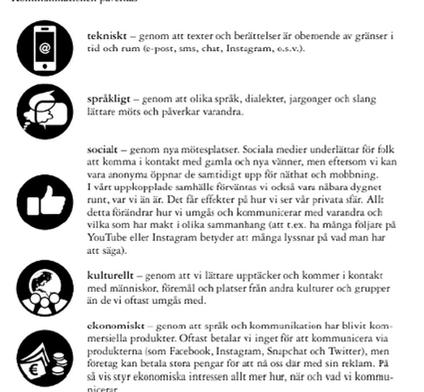 Kommunikationen påverkas
tekniskt – genom att texter och berättelser är oberoende av gränser i
tid och rum (e-post, sms, chat, Instagram, o.s.v.).
språkligt – genom att olika språk, dialekter, jargonger och slang
lättare möts och påverkar varandra.
socialt – genom nya mötesplatser. Sociala medier underlättar för folk
att komma i kontakt med gamla och nya vänner, men eftersom vi kan
vara anonyma öppnar de samtidigt upp för näthat och mobbning.
I vårt uppkopplade samhälle förväntas vi också vara nåbara dygnet
runt, var vi än är. Det får effekter på hur vi ser vår privata sfär. Allt
detta förändrar hur vi umgås och kommunicerar med varandra och
vilka som har makt i olika sammanhang (att t.ex. ha många följare på
YouTube eller Instagram betyder att många lyssnar på vad man har
att säga).
kulturellt – genom att vi lättare upptäcker och kommer i kontakt
med människor, föremål och platser från andra kulturer och grupper
än de vi oftast umgås med.
ekonomiskt – genom att språk och kommunikation har blivit kom-
mersiella produkter. Oftast betalar vi inget för att kommunicera via
produkterna (som Facebook, Instagram, Snapchat och Twitter), men
företag kan betala stora pengar för att nå oss där med sin reklam. På
så vis styr ekonomiska intressen allt mer hur, när och vad vi kommu-
nicerar.